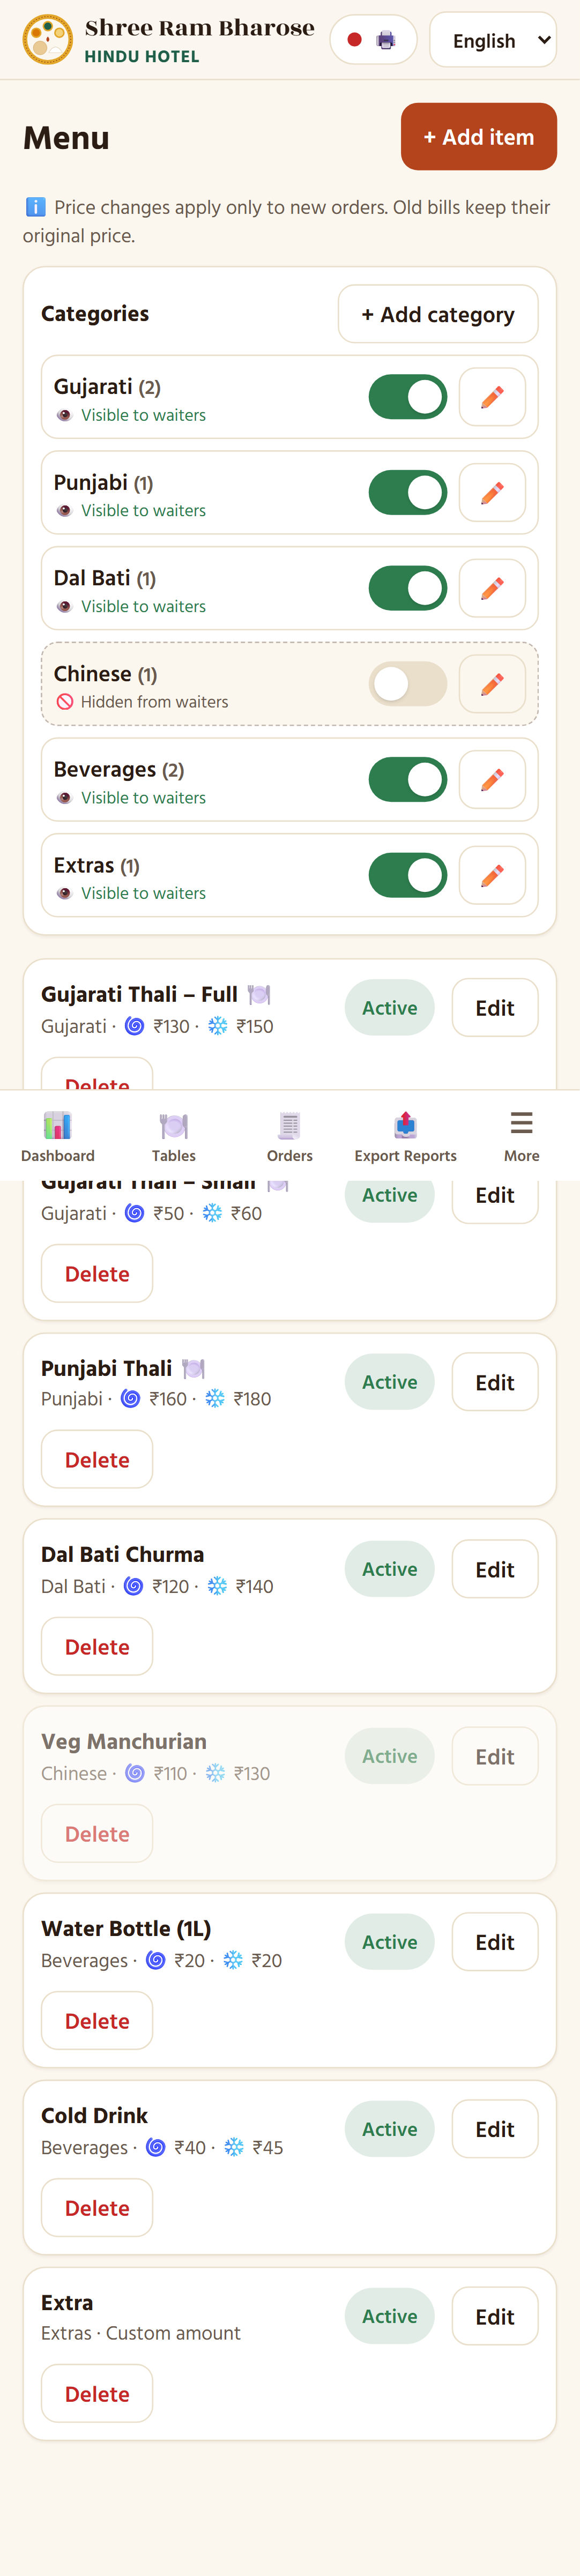 Shree Ram Bharose
HINDU HOTEL
English
Menu
+ Add item
Price changes apply only to new orders. Old bills keep their
original price.
Categories
+ Add category
Gujarati (2)
Visible to waiters
Punjabi (1)
Visible to waiters
Dal Bati (1)
Visible to waiters
Chinese (1)
Hidden from waiters
Beverages (2)
Visible to waiters
Extras (1)
Visible to waiters
Gujarati Thali – Full
Active
Edit
Gujarati · ₹130 · ₹150
Delete
Dashboard
Tables
Orders
Export Reports
More
Gujarati Thali – Small
Active
Edit
Gujarati · ₹50 · ₹60
Delete
Punjabi Thali
Active
Edit
Punjabi · ₹160 · ₹180
Delete
Dal Bati Churma
Active
Edit
Dal Bati · ₹120 · ₹140
Delete
Veg Manchurian
Active
Edit
Chinese · ₹110 · ₹130
Delete
Water Bottle (1L)
Active
Edit
Beverages · ₹20 · ₹20
Delete
Cold Drink
Active
Edit
Beverages · ₹40 · ₹45
Delete
Extra
Active
Edit
Extras · Custom amount
Delete